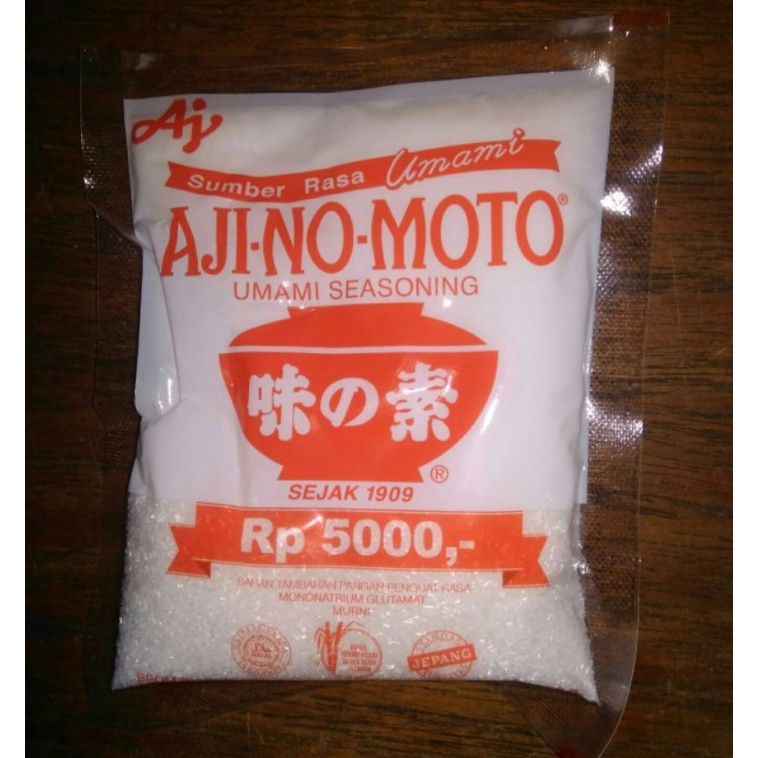 Aj
Sumber Rasa Umami
AJI-NO-MOTO®
UMAMI SEASONING
味の素®
SEJAK 1909
Rp 5000,-
BAHAN TAMBAHAN PANGAN PENGUAT RASA
MONONATRIUM GLUTAMAT
MURNI
JEPANG